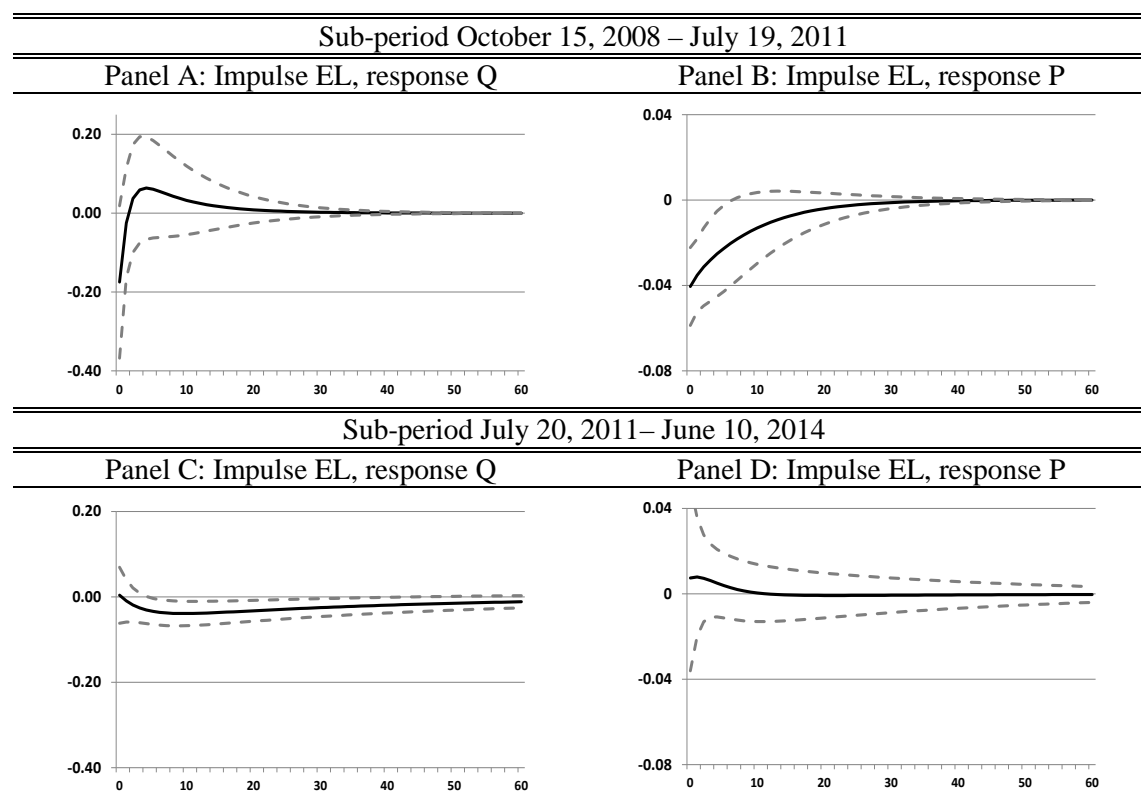 Sub-period October 15, 2008 – July 19, 2011
Panel A: Impulse EL, response Q
Panel B: Impulse EL, response P
0.20
0.00
-0.20
-0.40
0 10 20 30 40 50 60
0.04
0
-0.04
-0.08
0 10 20 30 40 50 60
Sub-period July 20, 2011– June 10, 2014
Panel C: Impulse EL, response Q
Panel D: Impulse EL, response P
0.20
0.00
-0.20
-0.40
0 10 20 30 40 50 60
0.04
0
-0.04
-0.08
0 10 20 30 40 50 60